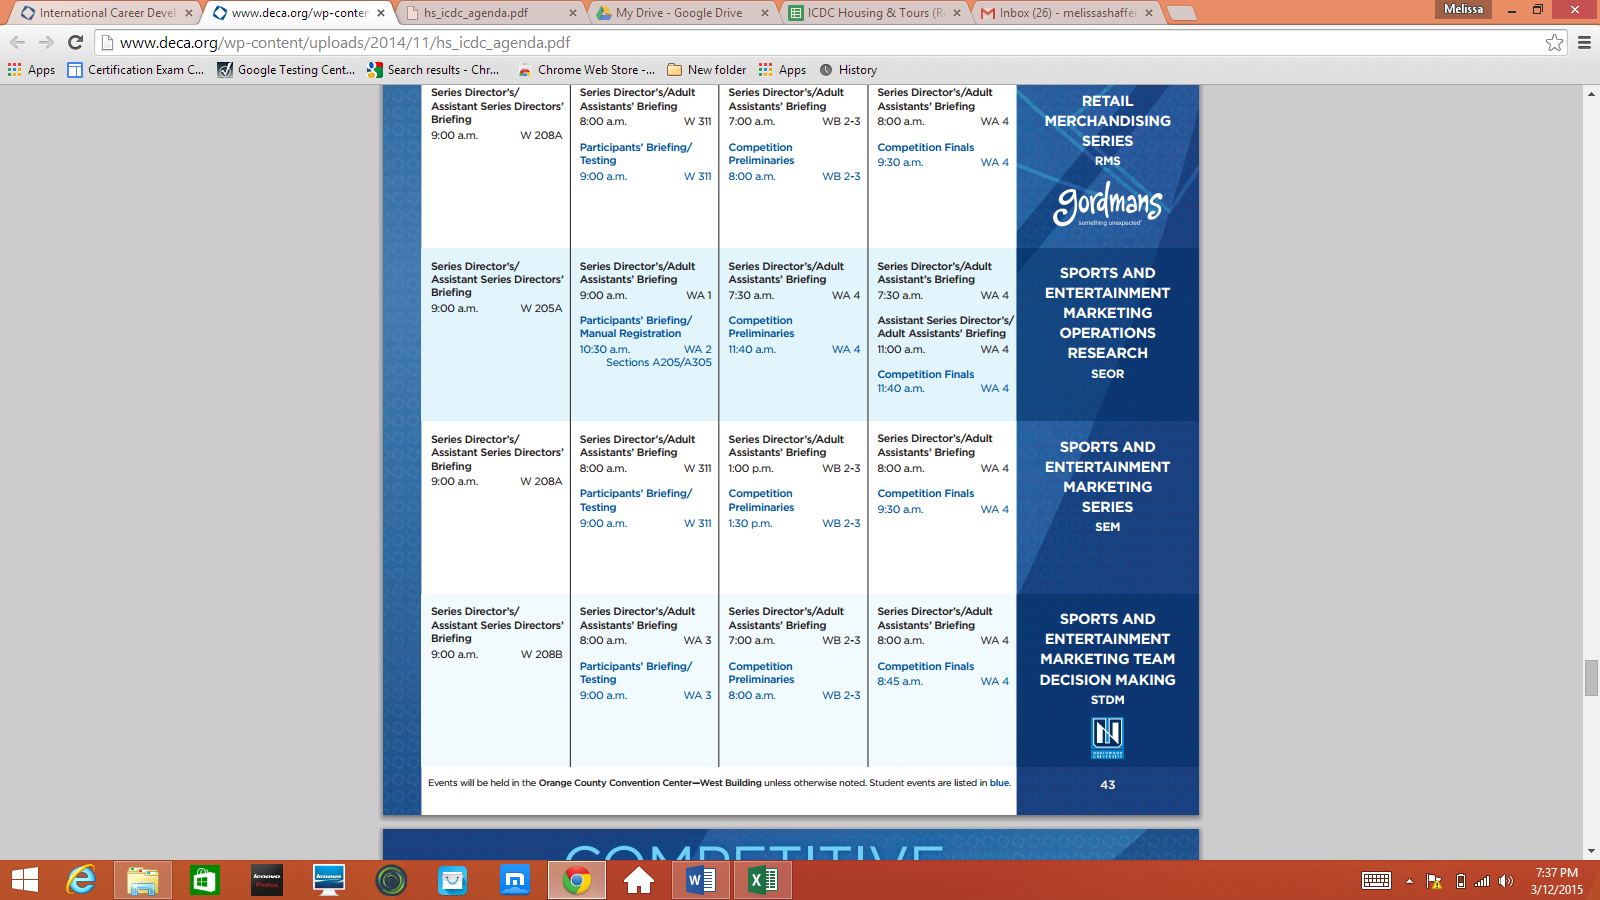 International Career Devel
www.deca.org/wp-conter
hs_icdc_agenda.pdf
My Drive - Google Drive
ICDC Housing & Tours (R
Inbox (26) - melissashaffer
Melissa
www.deca.org/wp-content/uploads/2014/11/hs_icdc_agenda.pdf
Apps
Certification Exam C...
Google Testing Cent...
Search results - Chr...
Chrome Web Store -...
New folder
Apps
History
Series Director's/
Assistant Series Directors'
Briefing
9:00 a.m. W 208A
Series Director's/Adult
Assistants' Briefing
8:00 a.m. W 311
Participants' Briefing/
Testing
9:00 a.m. W 311
Series Director's/Adult
Assistants' Briefing
7:00 a.m. WB 2-3
Competition
Preliminaries
8:00 a.m. WB 2-3
Series Director's/Adult
Assistants' Briefing
8:00 a.m. WA 4
Competition Finals
9:30 a.m. WA 4
RETAIL
MERCHANDISING
SERIES
RMS
gordmans
something unexpected
Series Director's/
Assistant Series Directors'
Briefing
9:00 a.m. W 205A
Series Director's/Adult
Assistants' Briefing
9:00 a.m. WA 1
Participants' Briefing/
Manual Registration
10:30 a.m. WA 2
Sections A205/A305
Series Director's/Adult
Assistants' Briefing
7:30 a.m. WA 4
Competition
Preliminaries
11:40 a.m. WA 4
Series Director's/Adult
Assistant's Briefing
7:30 a.m. WA 4
Assistant Series Director's/
Adult Assistants' Briefing
11:00 a.m. WA 4
Competition Finals
11:40 a.m. WA 4
SPORTS AND
ENTERTAINMENT
MARKETING
OPERATIONS
RESEARCH
SEOR
Series Director's/
Assistant Series Directors'
Briefing
9:00 a.m. W 208A
Series Director's/Adult
Assistants' Briefing
8:00 a.m. W 311
Participants' Briefing/
Testing
9:00 a.m. W 311
Series Director's/Adult
Assistants' Briefing
1:00 p.m. WB 2-3
Competition
Preliminaries
1:30 p.m. WB 2-3
Series Director's/Adult
Assistants' Briefing
8:00 a.m. WA 4
Competition Finals
9:30 a.m. WA 4
SPORTS AND
ENTERTAINMENT
MARKETING
SERIES
SEM
Series Director's/
Assistant Series Directors'
Briefing
9:00 a.m. W 208B
Series Director's/Adult
Assistants' Briefing
8:00 a.m. WA 3
Participants' Briefing/
Testing
9:00 a.m. WA 3
Series Director's/Adult
Assistants' Briefing
7:00 a.m. WB 2-3
Competition
Preliminaries
8:00 a.m. WB 2-3
Series Director's/Adult
Assistants' Briefing
8:00 a.m. WA 4
Competition Finals
8:45 a.m. WA 4
SPORTS AND
ENTERTAINMENT
MARKETING TEAM
DECISION MAKING
STDM
N
NORTHWOOD
UNIVERSITY
Events will be held in the Orange County Convention Center—West Building unless otherwise noted. Student events are listed in blue.
43
COMPETITIVE
lenovo
Photos
lenovo
7:37 PM
3/12/2015